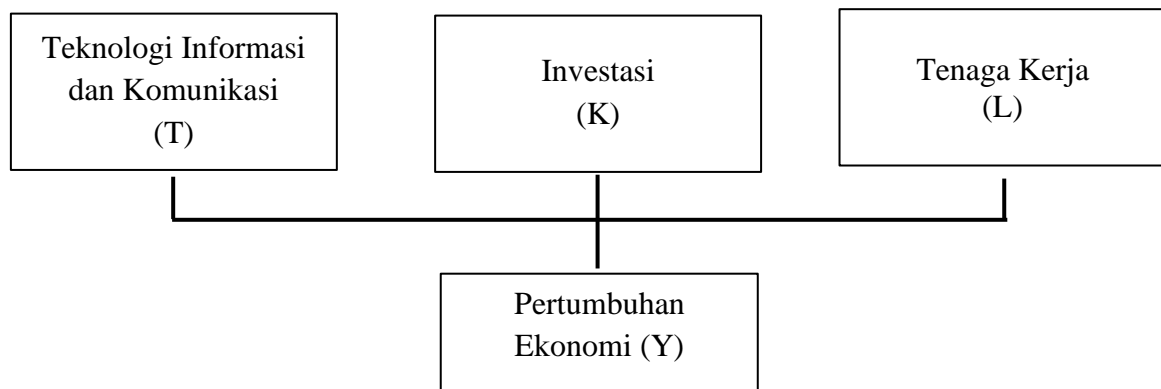 Teknologi Informasi
dan Komunikasi
(T)
Investasi
(K)
Tenaga Kerja
(L)
Pertumbuhan
Ekonomi (Y)